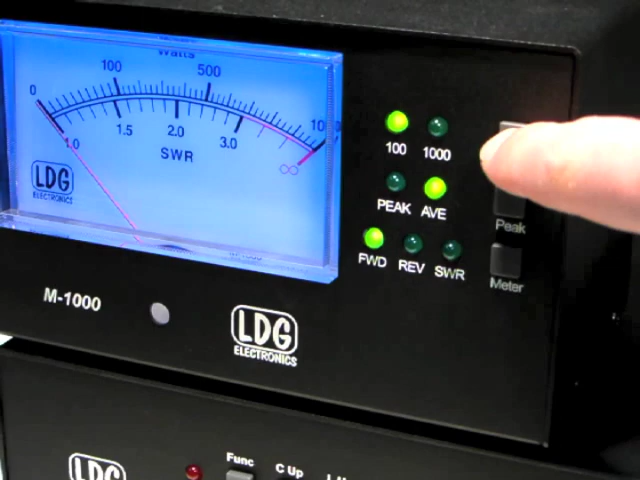 Watts
0 100 500
1.0 1.5 2.0 3.0 ∞
SWR
LDG
100 1000
PEAK AVE
FWD REV SWR
Peak
Meter
M-1000
LDG
ELECTRONICS
LDG
Func C Up